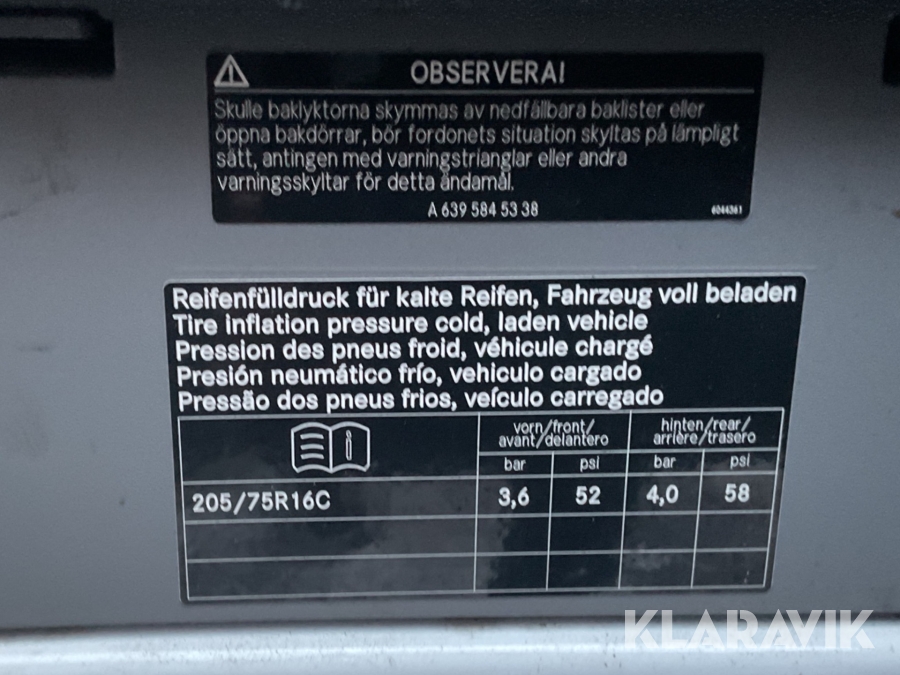 OBSERVERA!
Skulle baklyktorna skymmas av nedfällbara baklister eller
öppna bakdörrar, bör fordonets situation skyltas på lämpligt
sätt, antingen med varningstrianglar eller andra
varningsskyltar för detta ändamål.
A 639 584 53 38
6044361
Reifenfülldruck für kalte Reifen, Fahrzeug voll beladen
Tire inflation pressure cold, laden vehicle
Pression des pneus froid, véhicule chargé
Presión neumático frío, vehiculo cargado
Pressão dos pneus frios, veículo carregado
vorn/front/ hinten/rear/
avant/delantero arrière/trasero
bar psi bar psi
205/75R16C 3,6 52 4,0 58
KLARAVIK